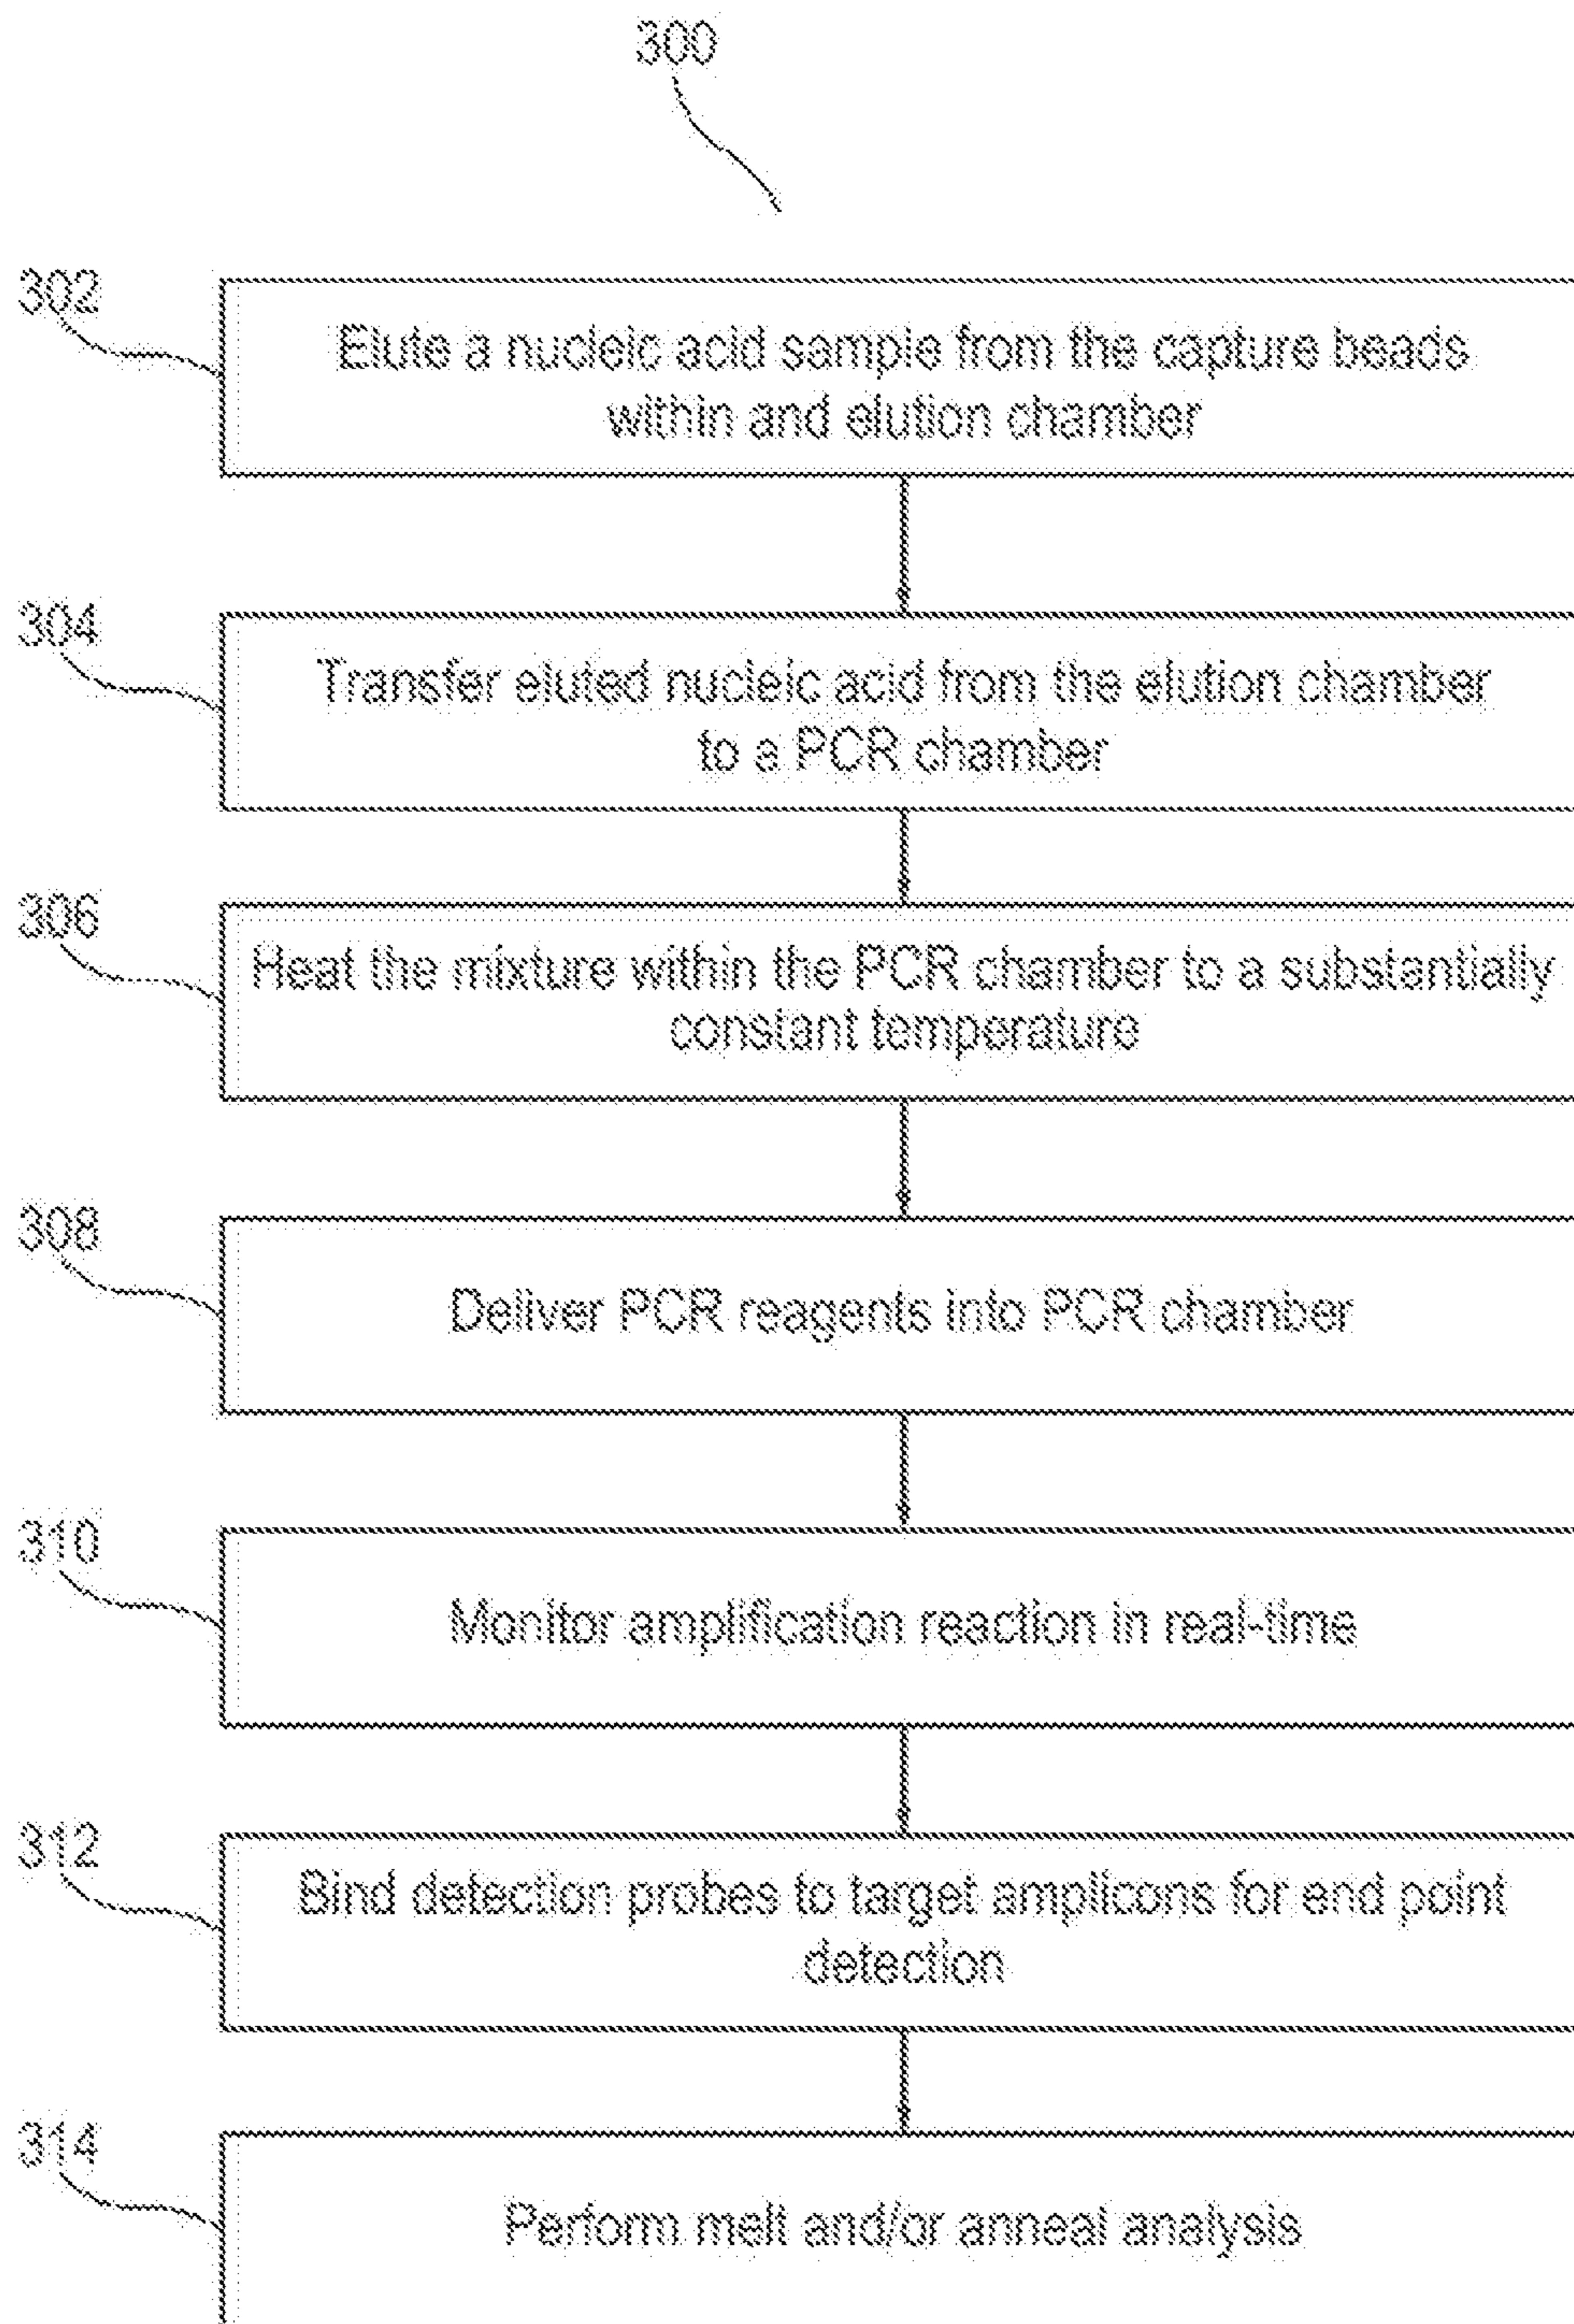 300
302
Elute a nucleic acid sample from the capture beads
within and elution chamber
304
Transfer eluted nucleic acid from the elution chamber
to a PCR chamber
306
Heat the mixture within the PCR chamber to a substantially
constant temperature
308
Deliver PCR reagents into PCR chamber
310
Monitor amplification reaction in real-time
312
Bind detection probes to target amplicons for end point
detection
314
Perform melt and/or anneal analysis